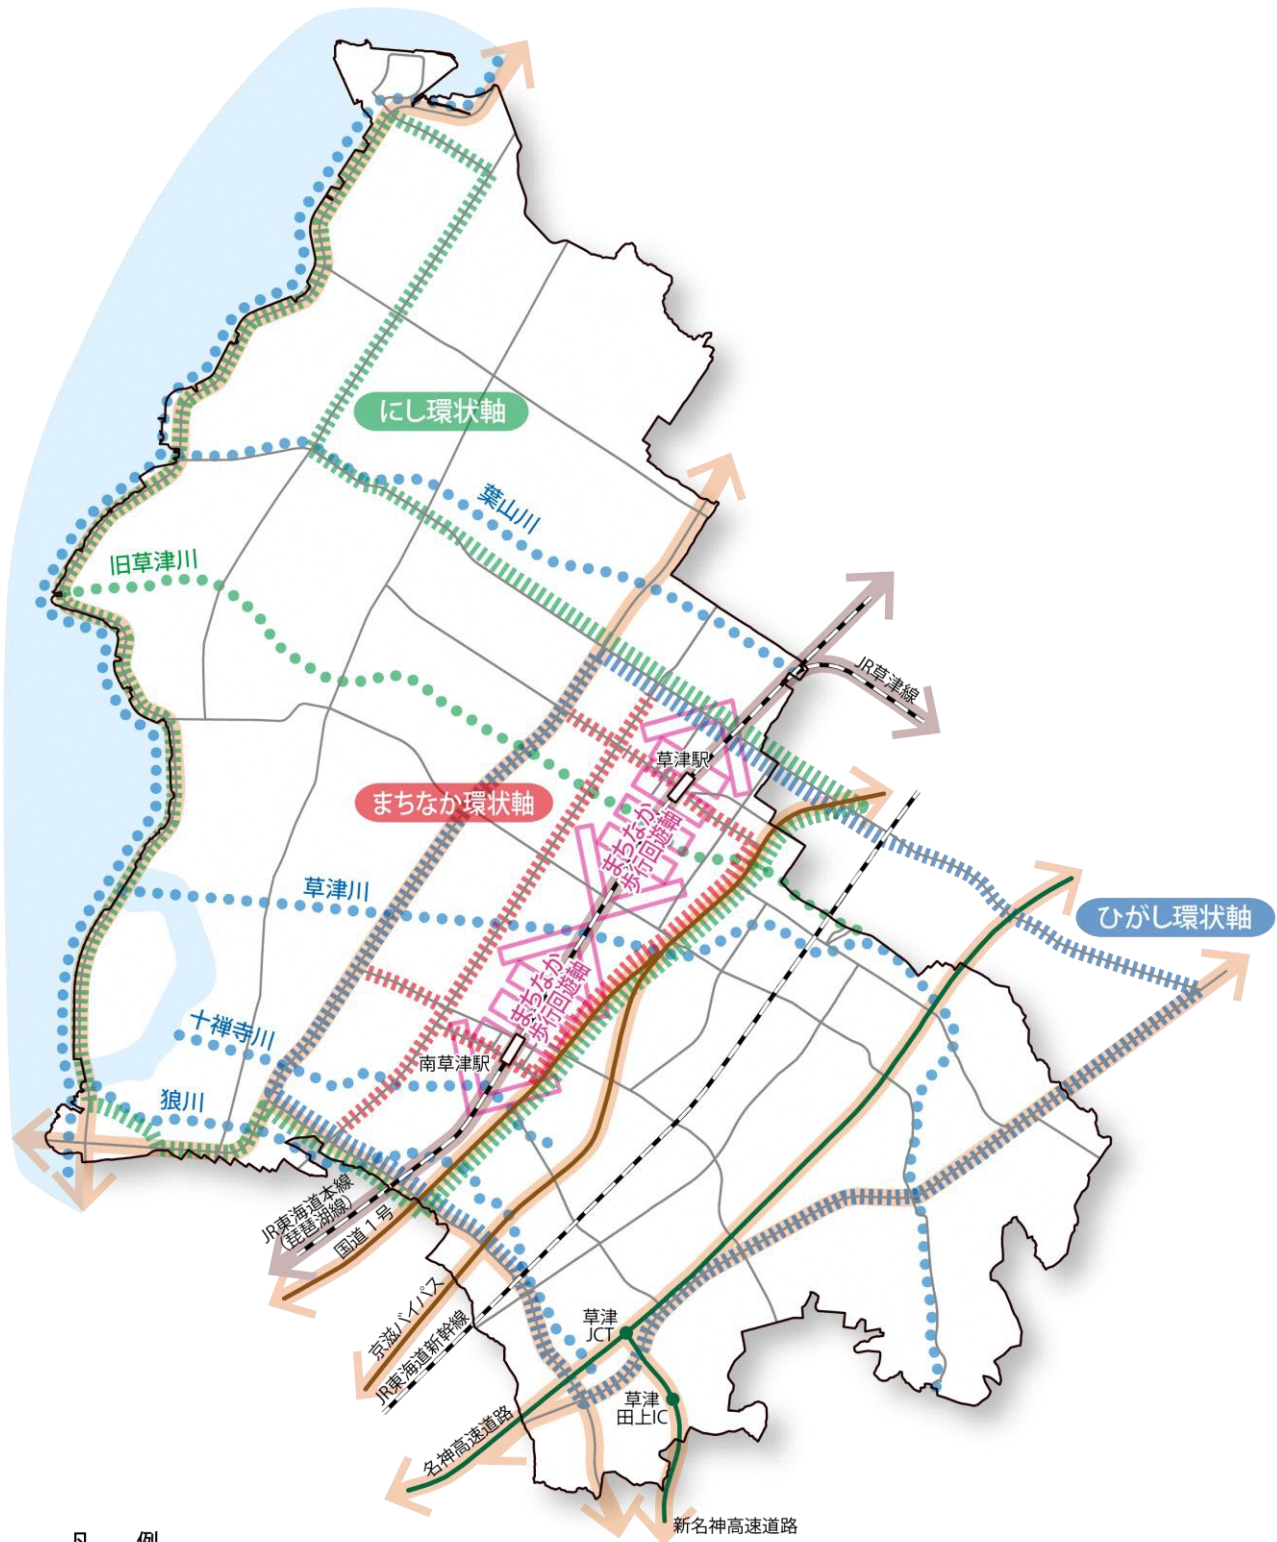 にし環状軸
葉山川
旧草津川
JR草津線
草津駅
まちなか環状軸
まちなか
歩行回遊軸
草津川
ひがし環状軸
まちなか
歩行回遊軸
十禅寺川
南草津駅
狼川
JR東海道本線
(琵琶湖線)
国道1号
京滋バイパス
JR東海道新幹線
草津
JCT
草津
田上IC
名神高速道路
新名神高速道路
凡 例